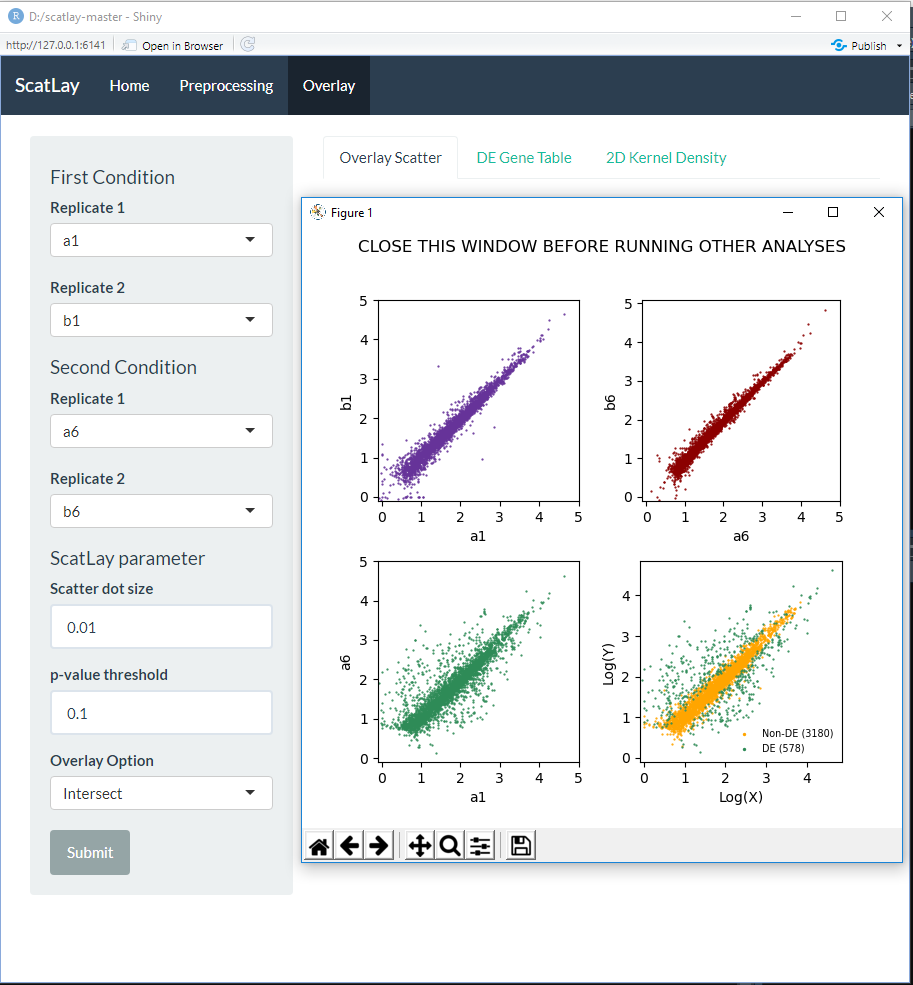 D:/scatlay-master - Shiny
http://127.0.0.1:6141 Open in Browser Publish
ScatLay Home Preprocessing Overlay
First Condition
Replicate 1
a1
Replicate 2
b1
Second Condition
Replicate 1
a6
Replicate 2
b6
ScatLay parameter
Scatter dot size
0.01
p-value threshold
0.1
Overlay Option
Intersect
Submit
Overlay Scatter DE Gene Table 2D Kernel Density
Figure 1
CLOSE THIS WINDOW BEFORE RUNNING OTHER ANALYSES
5
4
3
2
1
0
b1
0 1 2 3 4 5
a1
5
4
3
2
1
0
b6
0 1 2 3 4 5
a6
5
4
3
2
1
0
a6
0 1 2 3 4 5
a1
4
3
2
1
0
Log(Y)
Non-DE (3180)
DE (578)
0 1 2 3 4
Log(X)